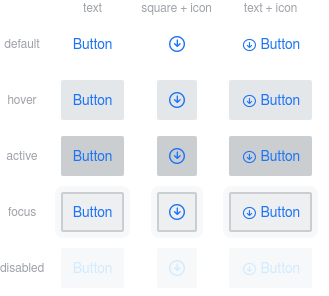 text square + icon text + icon
default Button Button
hover Button Button
active Button Button
focus Button Button
disabled Button Button